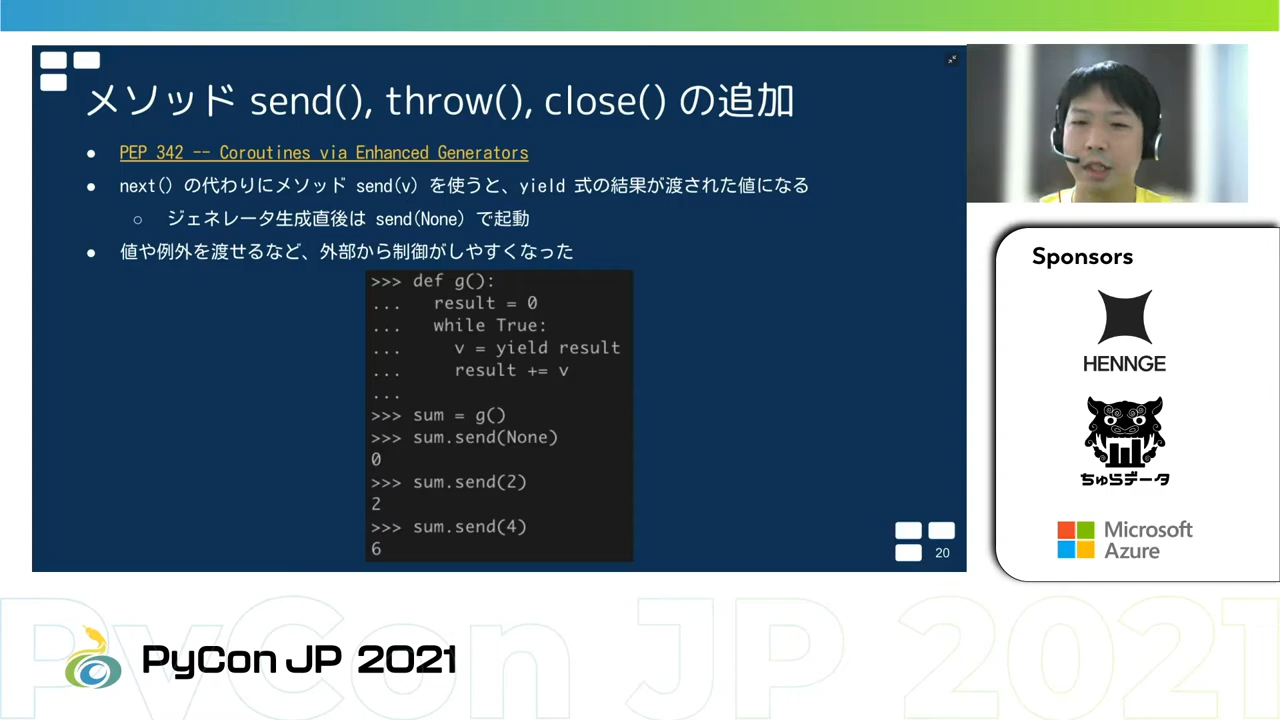 メソッド send(), throw(), close() の追加
● PEP 342 -- Coroutines via Enhanced Generators
● next() の代わりにメソッド send(v) を使うと、yield 式の結果が渡された値になる
○ ジェネレータ生成直後は send(None) で起動
● 値や例外を渡せるなど、外部から制御がしやすくなった
>>> def g():
...   result = 0
...   while True:
...     v = yield result
...     result += v
...
>>> sum = g()
>>> sum.send(None)
0
>>> sum.send(2)
2
>>> sum.send(4)
6
20
Sponsors
HENNGE
ちゅらデータ
Microsoft
Azure
PyCon JP 2021
PyCon JP 2021